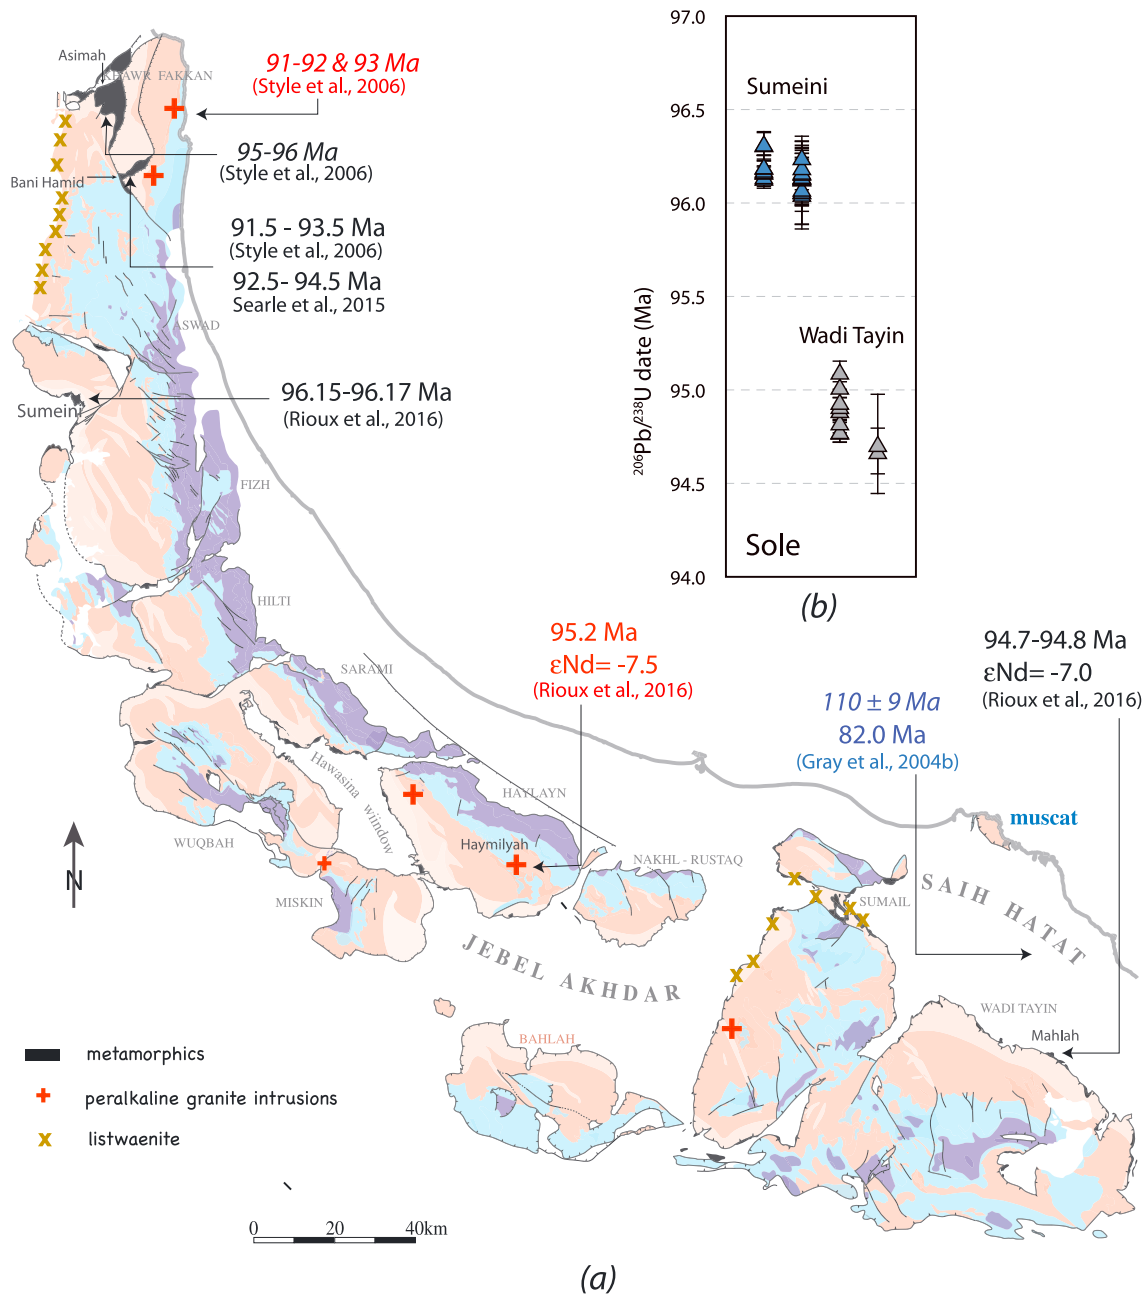 Asimah
KHAWR FAKKAN
91-92 & 93 Ma
(Style et al., 2006)
95-96 Ma
(Style et al., 2006)
Bani Hamid
91.5 - 93.5 Ma
(Style et al., 2006)
92.5- 94.5 Ma
Searle et al., 2015
ASWAD
96.15-96.17 Ma
(Rioux et al., 2016)
Sumeini
FIZH
HILTI
SARAMI
Hawasina wiindow
HAYLAYN
Haymilyah
WUQBAH
MISKIN
NAKHL - RUSTAQ
N
JEBEL AKHDAR
95.2 Ma
εNd= -7.5
(Rioux et al., 2016)
110 ± 9 Ma
82.0 Ma
(Gray et al., 2004b)
94.7-94.8 Ma
εNd= -7.0
(Rioux et al., 2016)
muscat
SAIH HATAT
SUMAIL
WADI TAYIN
Mahlah
BAHLAH
metamorphics
peralkaline granite intrusions
listwaenite
0 20 40km
(a)
97.0
96.5
96.0
95.5
95.0
94.5
94.0
206Pb/238U date (Ma)
Sumeini
Wadi Tayin
Sole
(b)